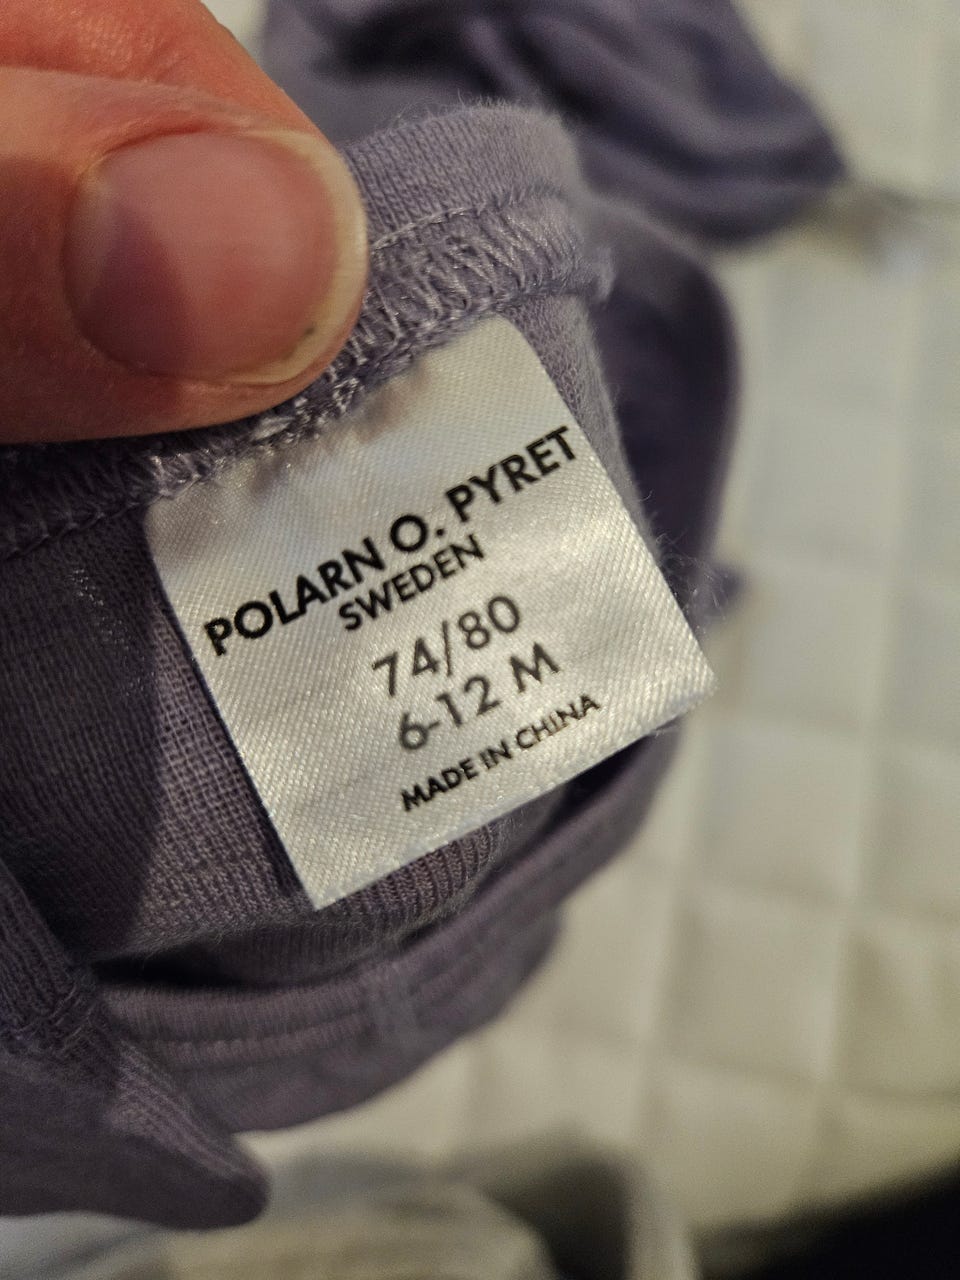 POLARN O. PYRET
SWEDEN
74/80
6-12 M
MADE IN CHINA